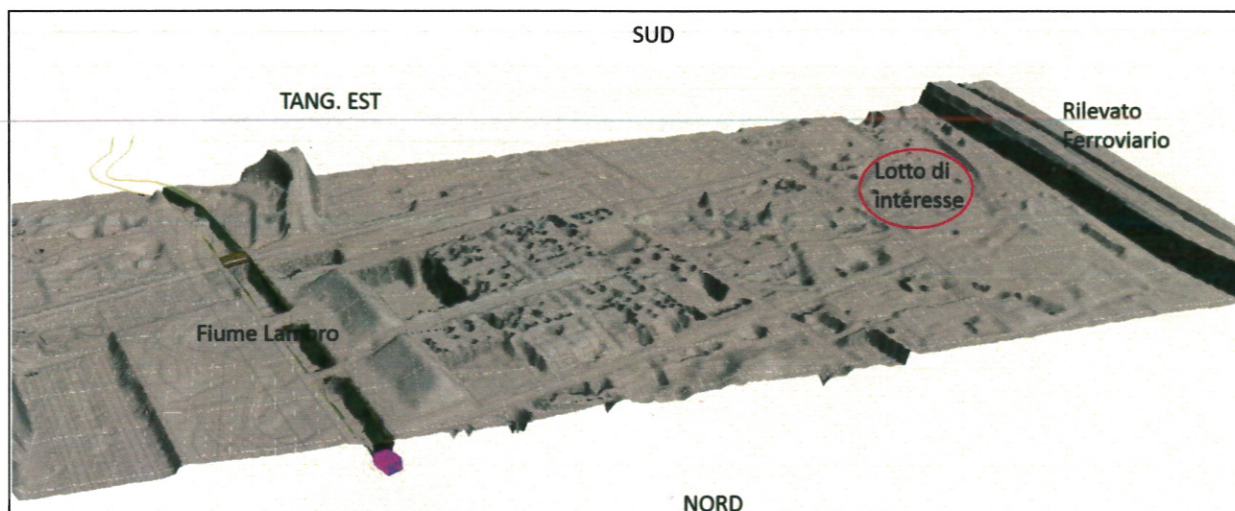 SUD
TANG. EST
Rilevato
Ferroviario
Lotto di
interesse
Fiume Lambro
NORD